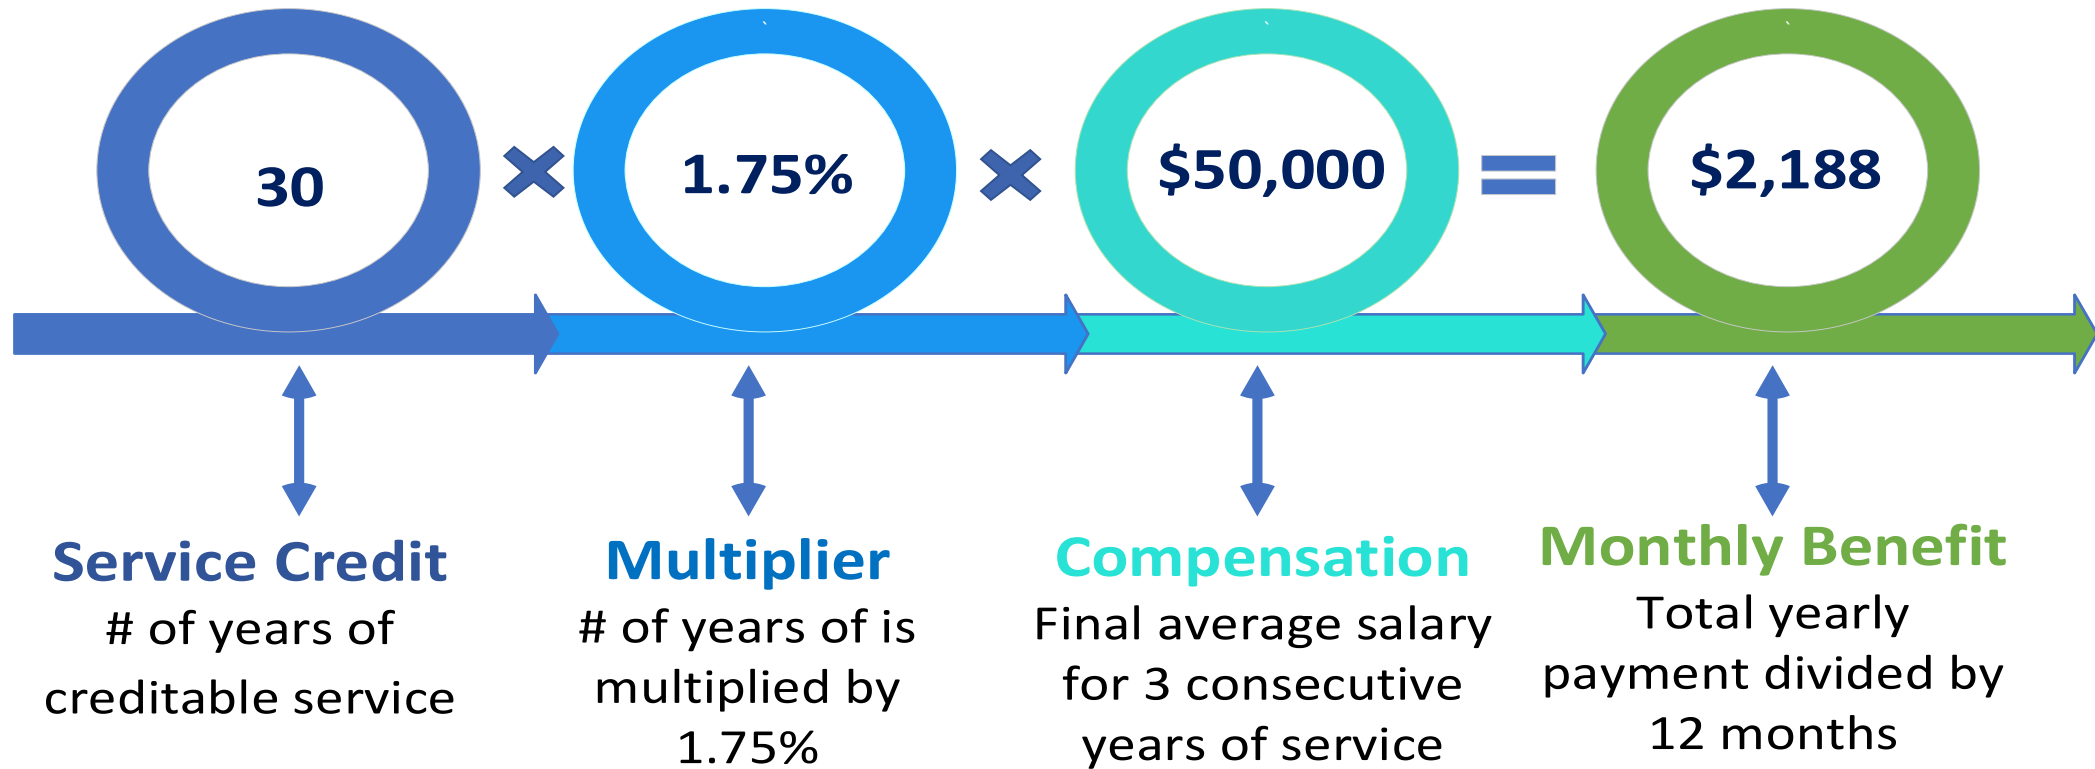 30
1.75%
$50,000
$2,188
Service Credit
# of years of
creditable service
Multiplier
# of years of is
multiplied by
1.75%
Compensation
Final average salary
for 3 consecutive
years of service
Monthly Benefit
Total yearly
payment divided by
12 months